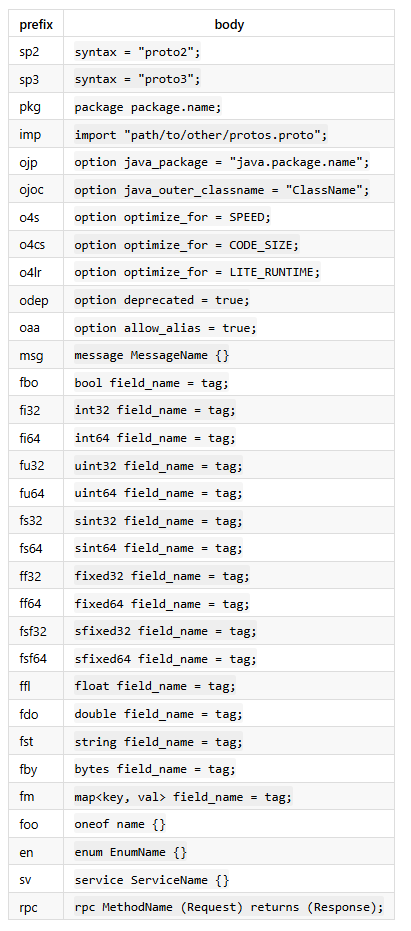 prefix body
sp2 syntax = "proto2";
sp3 syntax = "proto3";
pkg package package.name;
imp import "path/to/other/protos.proto";
ojp option java_package = "java.package.name";
ojoc option java_outer_classname = "ClassName";
o4s option optimize_for = SPEED;
o4cs option optimize_for = CODE_SIZE;
o4lr option optimize_for = LITE_RUNTIME;
odep option deprecated = true;
oaa option allow_alias = true;
msg message MessageName {}
fbo bool field_name = tag;
fi32 int32 field_name = tag;
fi64 int64 field_name = tag;
fu32 uint32 field_name = tag;
fu64 uint64 field_name = tag;
fs32 sint32 field_name = tag;
fs64 sint64 field_name = tag;
ff32 fixed32 field_name = tag;
ff64 fixed64 field_name = tag;
fsf32 sfixed32 field_name = tag;
fsf64 sfixed64 field_name = tag;
ffl float field_name = tag;
fdo double field_name = tag;
fst string field_name = tag;
fby bytes field_name = tag;
fm map<key, val> field_name = tag;
foo oneof name {}
en enum EnumName {}
sv service ServiceName {}
rpc rpc MethodName (Request) returns (Response);